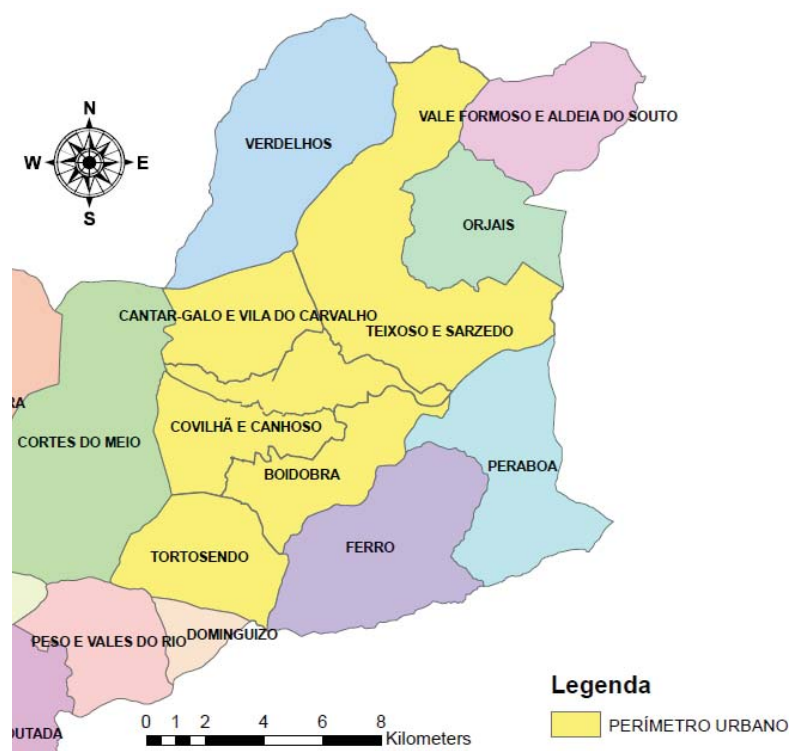 N
W E
S
VERDELHOS
VALE FORMOSO E ALDEIA DO SOUTO
ORJAIS
CANTAR-GALO E VILA DO CARVALHO
TEIXOSO E SARZEDO
RA
COVILHÃ E CANHOSO
CORTES DO MEIO
PERABOA
BOIDOBRA
FERRO
TORTOSENDO
PESO E VALES DO RIO
DOMINGUIZO
OUTADA
0 1 2 4 6 8
Kilometers
Legenda
PERÍMETRO URBANO